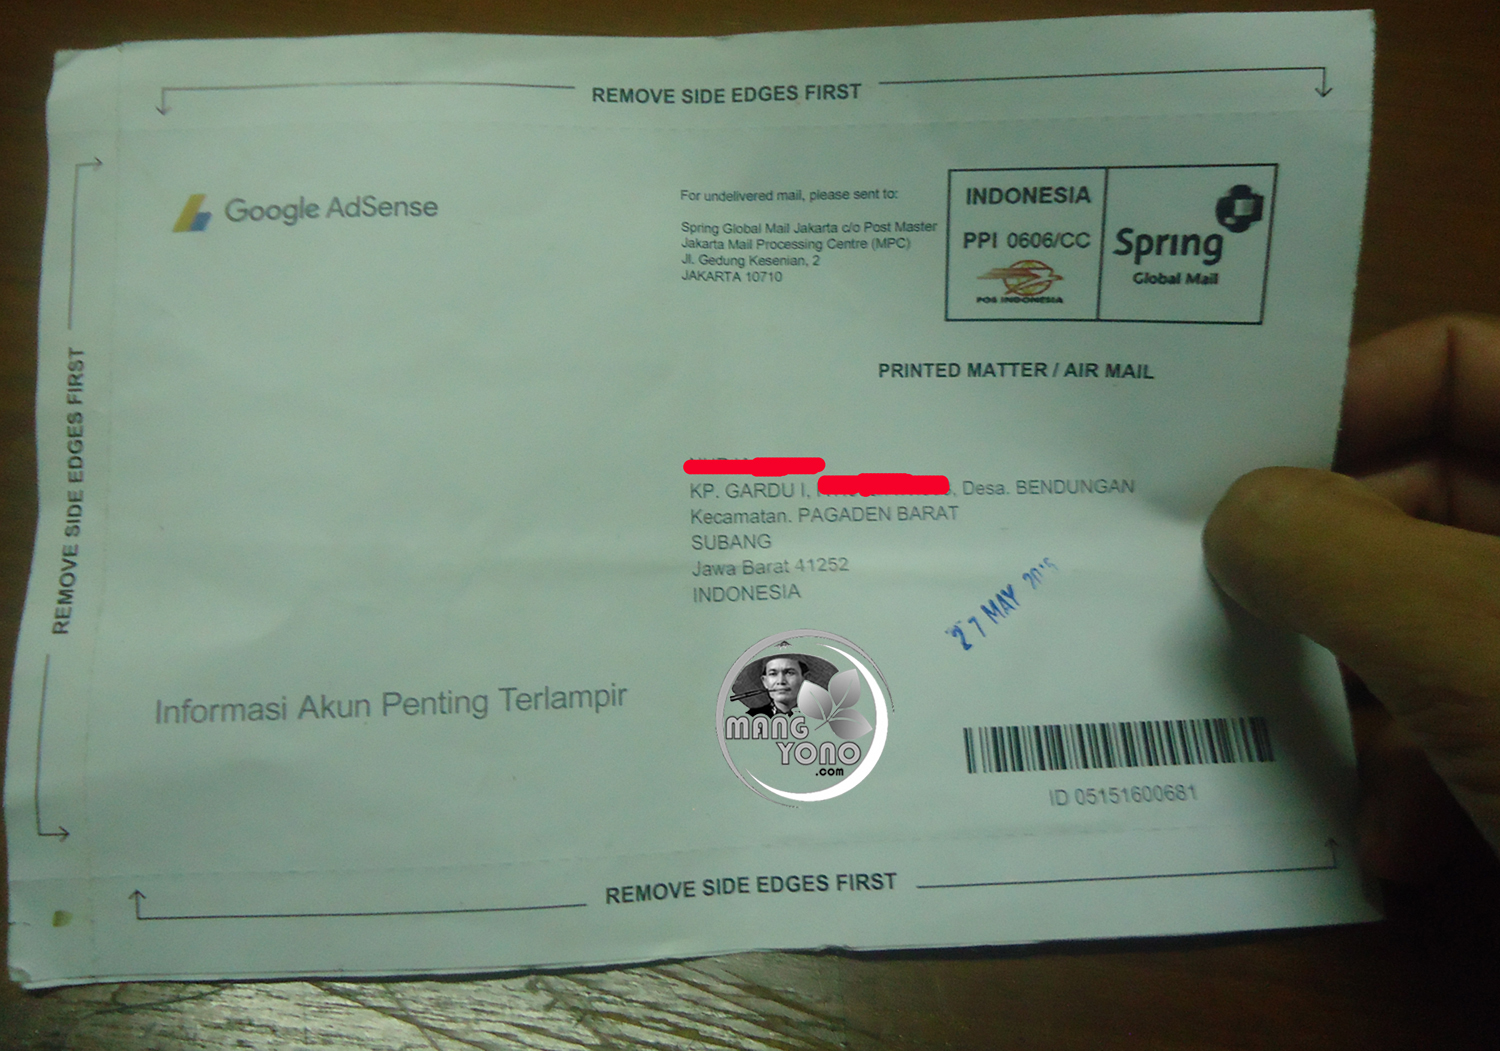 REMOVE SIDE EDGES FIRST
Google AdSense
For undelivered mail, please sent to:
Spring Global Mail Jakarta c/o Post Master
Jakarta Mail Processing Centre (MPC)
Jl. Gedung Kesenian, 2
JAKARTA 10710
INDONESIA
PPI 0606/CC
POS INDONESIA
Spring
Global Mail
PRINTED MATTER / AIR MAIL
REMOVE SIDE EDGES FIRST
KP. GARDU I, Desa. BENDUNGAN
Kecamatan. PAGADEN BARAT
SUBANG
Jawa Barat 41252
INDONESIA
27 MAY
Informasi Akun Penting Terlampir
MANG
YONO
.com
ID 05151600681
REMOVE SIDE EDGES FIRST